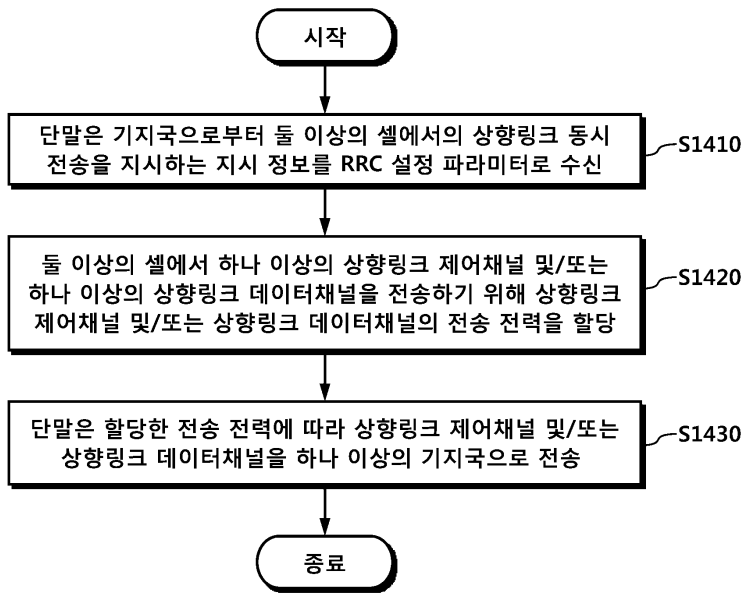 시작
단말은 기지국으로부터 둘 이상의 셀에서의 상향링크 동시
전송을 지시하는 지시 정보를 RRC 설정 파라미터로 수신
S1410
둘 이상의 셀에서 하나 이상의 상향링크 제어채널 및/또는
하나 이상의 상향링크 데이터채널을 전송하기 위해 상향링크
제어채널 및/또는 상향링크 데이터채널의 전송 전력을 할당
S1420
단말은 할당한 전송 전력에 따라 상향링크 제어채널 및/또는
상향링크 데이터채널을 하나 이상의 기지국으로 전송
S1430
종료